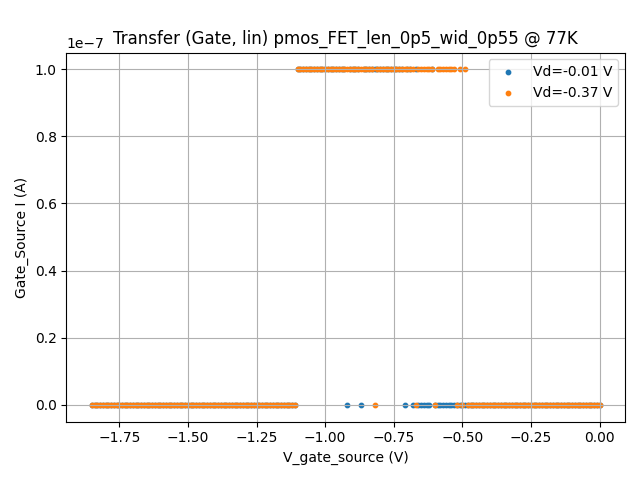 Transfer (Gate, lin) pmos_FET_len_0p5_wid_0p55 @ 77K
1e−7
1.0
0.8
0.6
0.4
0.2
0.0
Gate_Source I (A)
Vd=-0.01 V
Vd=-0.37 V
−1.75 −1.50 −1.25 −1.00 −0.75 −0.50 −0.25 0.00
V_gate_source (V)